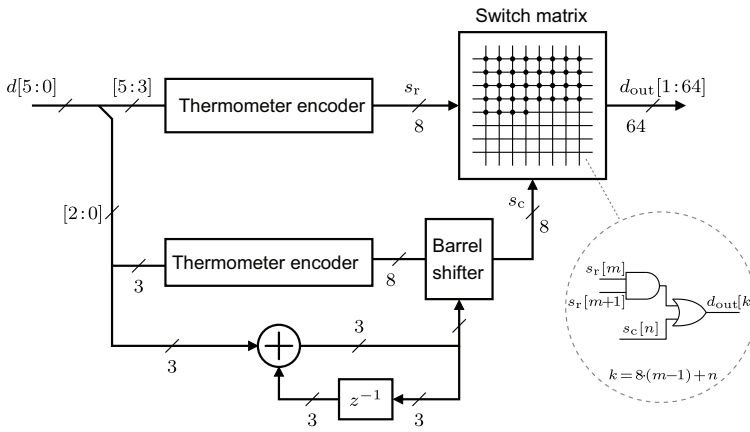 Switch matrix
d[5:0]
[5:3]
Thermometer encoder
s_r
8
d_out[1:64]
64
[2:0]
s_c
8
3
Thermometer encoder
8
Barrel
shifter
3
+
3
z^{-1}
3
3
s_r[m]
s_r[m+1]
s_c[n]
d_out[k
k=8·(m−1)+n